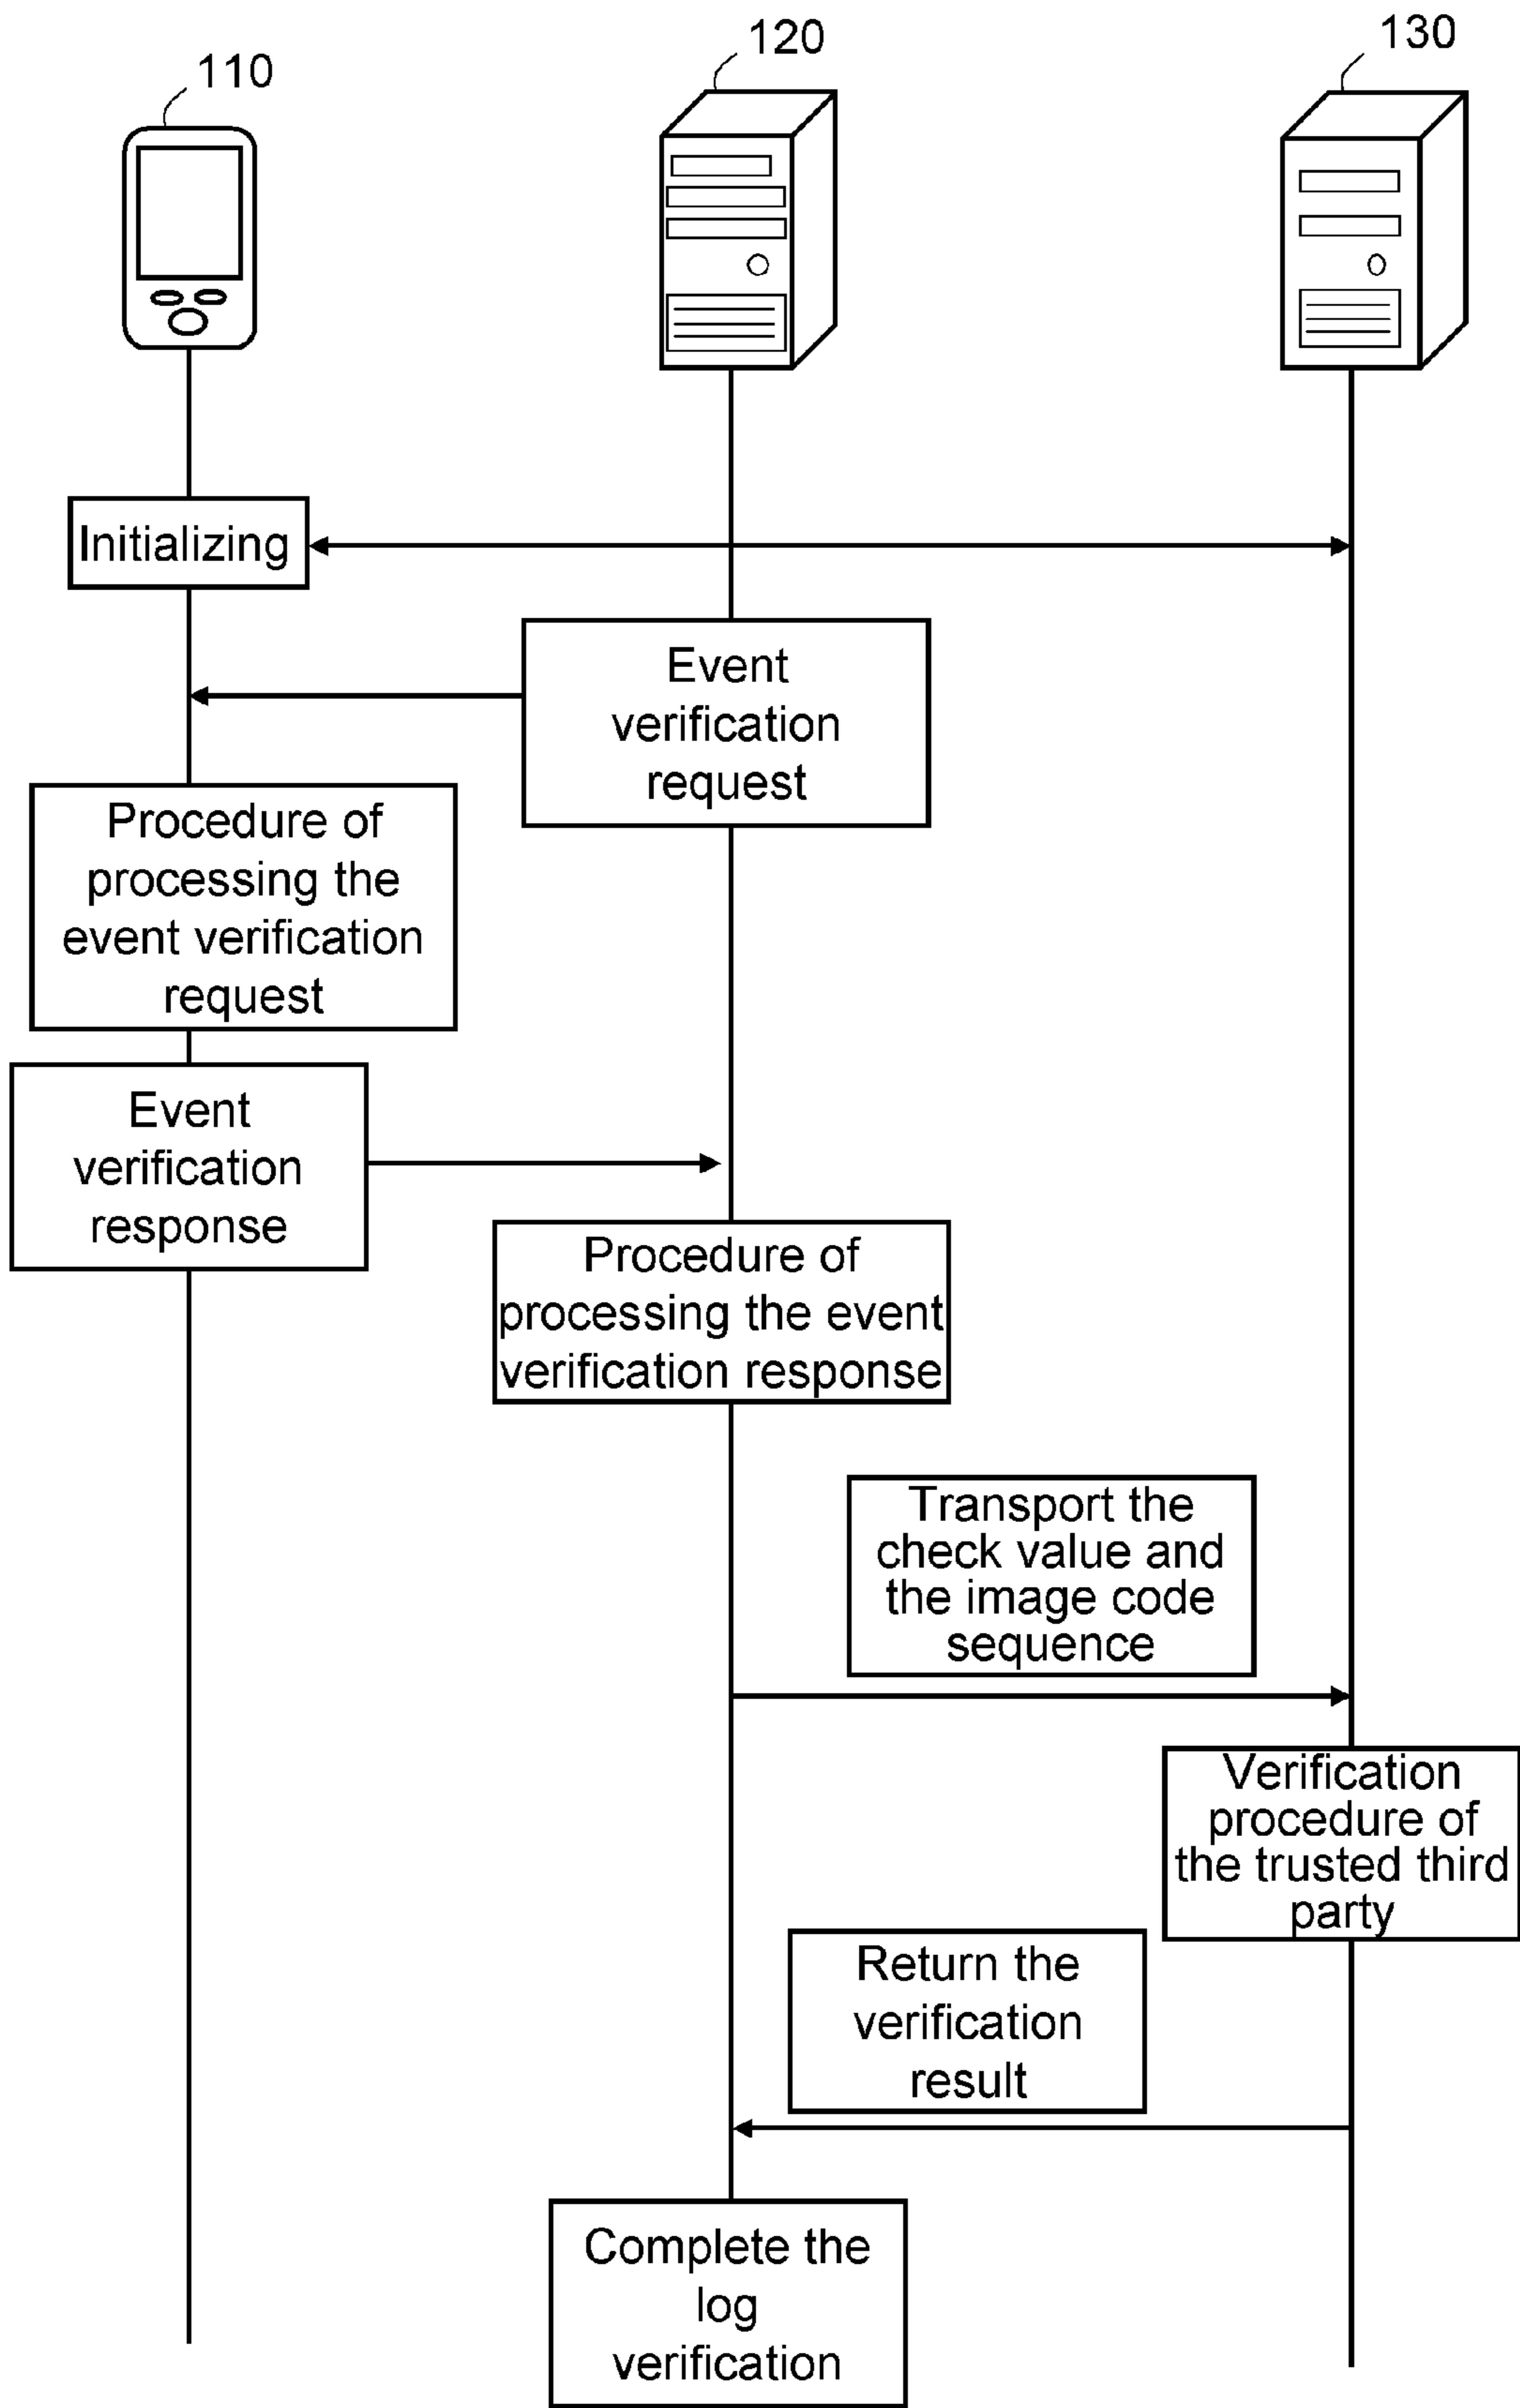 110
120
130
Initializing
Event
verification
request
Procedure of
processing the
event verification
request
Event
verification
response
Procedure of
processing the event
verification response
Transport the
check value and
the image code
sequence
Verification
procedure of
the trusted third
party
Return the
verification
result
Complete the
log
verification